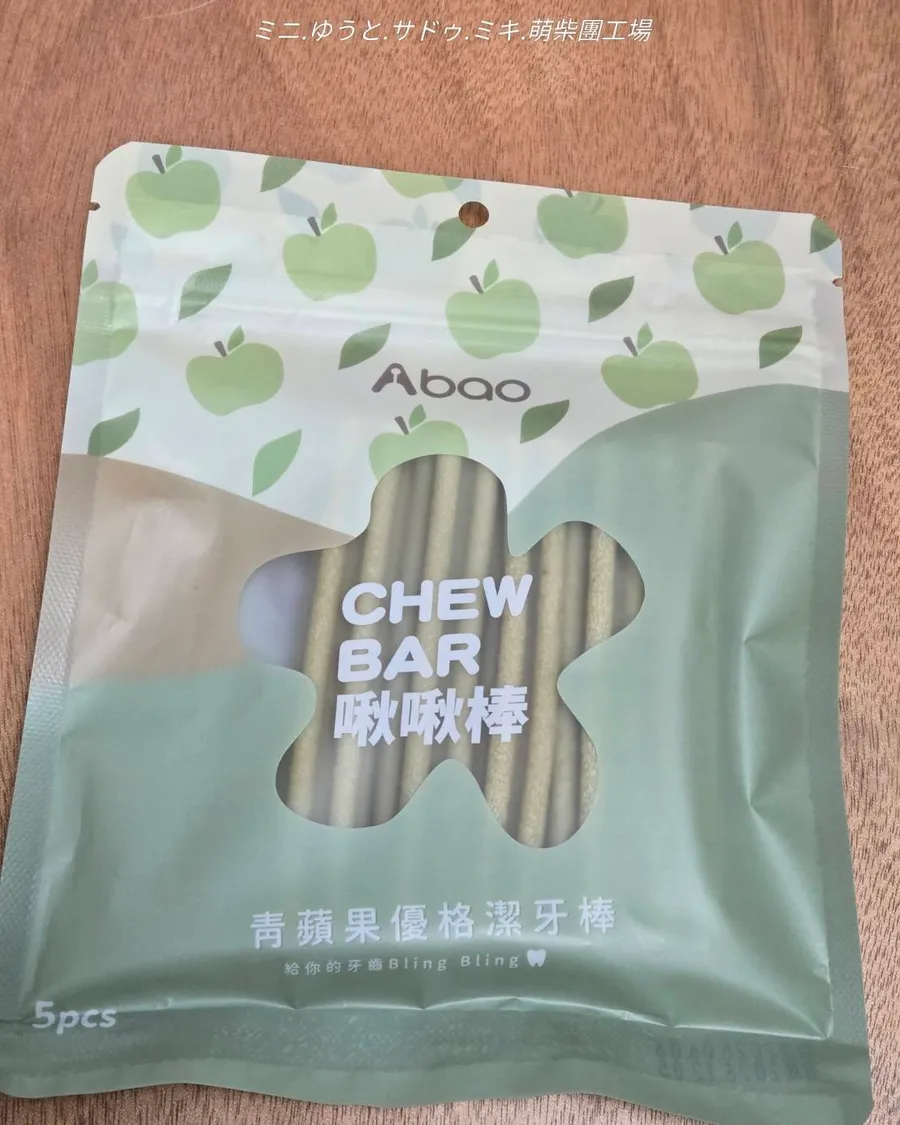 ミニ.ゆうと.サドゥ.ミキ.萌柴團工場
Abao
CHEW
BAR
啾啾棒
青蘋果優格潔牙棒
給你的牙齒Bling Bling
5pcs